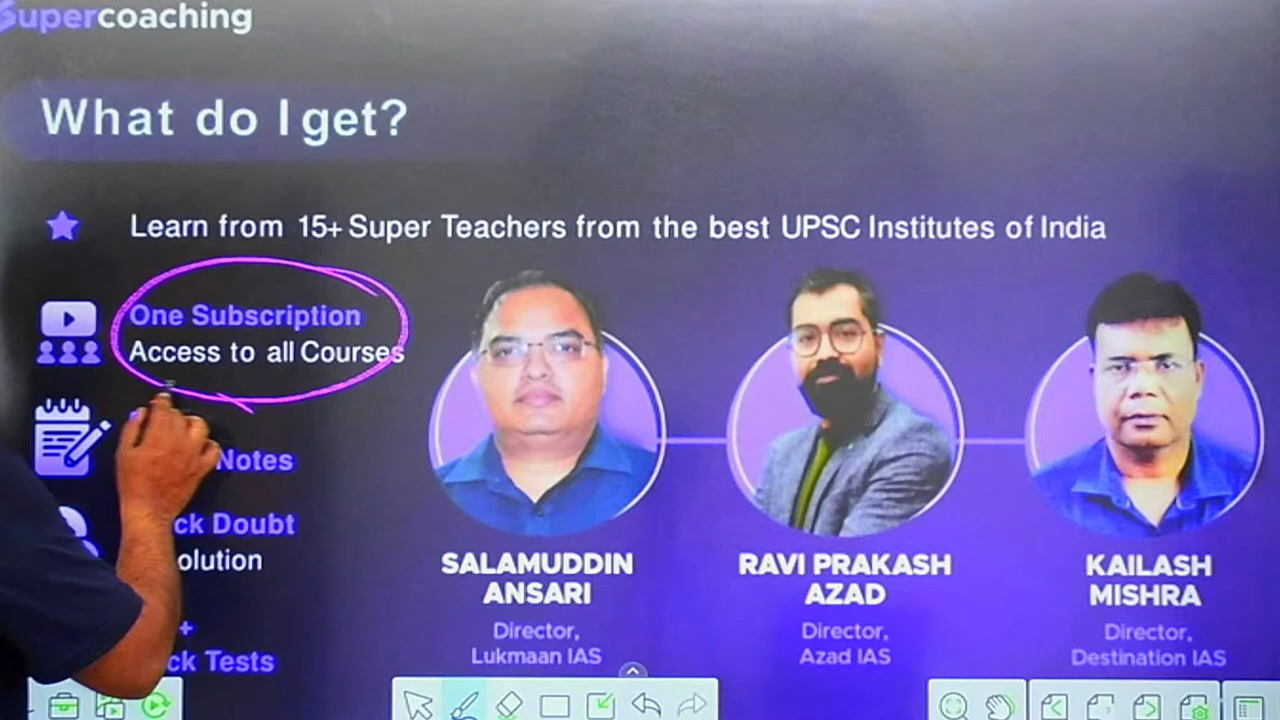 Supercoaching
What do I get?
Learn from 15+ Super Teachers from the best UPSC Institutes of India
One Subscription
Access to all Courses
Notes
ck Doubt
olution
+
ck Tests
SALAMUDDIN
ANSARI
Director,
Lukmaan IAS
RAVI PRAKASH
AZAD
Director,
Azad IAS
KAILASH
MISHRA
Director,
Destination IAS